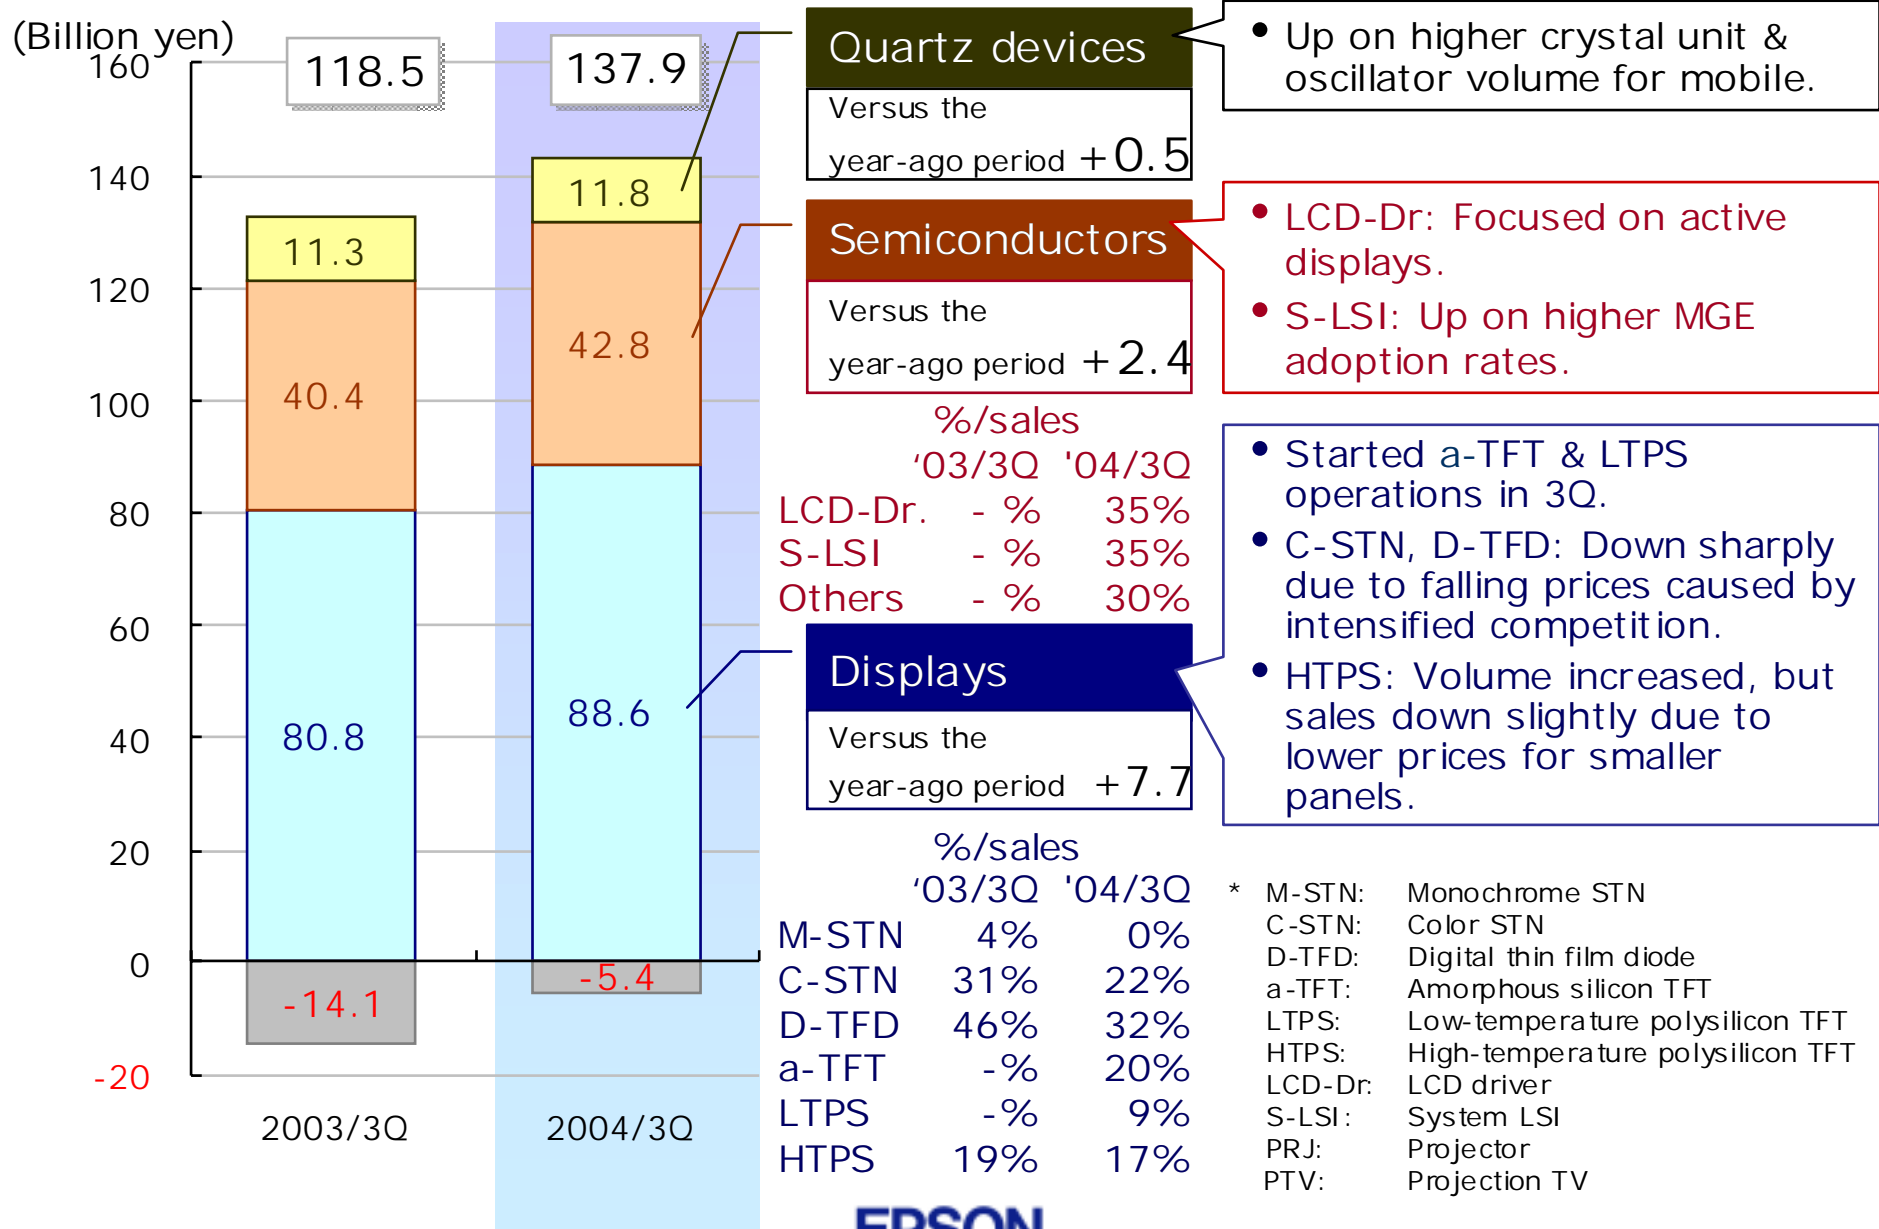 (Billion yen)
160
140
120
100
80
60
40
20
0
-20
118.5
137.9
11.3
40.4
80.8
-14.1
11.8
42.8
88.6
-5.4
2003/3Q
2004/3Q
Quartz devices
Versus the
year-ago period +0.5
• Up on higher crystal unit &
oscillator volume for mobile.
Semiconductors
Versus the
year-ago period +2.4
• LCD-Dr: Focused on active
displays.
• S-LSI: Up on higher MGE
adoption rates.
%/sales
‘03/3Q '04/3Q
LCD-Dr. - % 35%
S-LSI - % 35%
Others - % 30%
Displays
Versus the
year-ago period +7.7
• Started a-TFT & LTPS
operations in 3Q.
• C-STN, D-TFD: Down sharply
due to falling prices caused by
intensified competition.
• HTPS: Volume increased, but
sales down slightly due to
lower prices for smaller
panels.
%/sales
‘03/3Q '04/3Q
M-STN 4% 0%
C-STN 31% 22%
D-TFD 46% 32%
a-TFT -% 20%
LTPS -% 9%
HTPS 19% 17%
* M-STN: Monochrome STN
C-STN: Color STN
D-TFD: Digital thin film diode
a-TFT: Amorphous silicon TFT
LTPS: Low-temperature polysilicon TFT
HTPS: High-temperature polysilicon TFT
LCD-Dr: LCD driver
S-LSI: System LSI
PRJ: Projector
PTV: Projection TV
EPSON